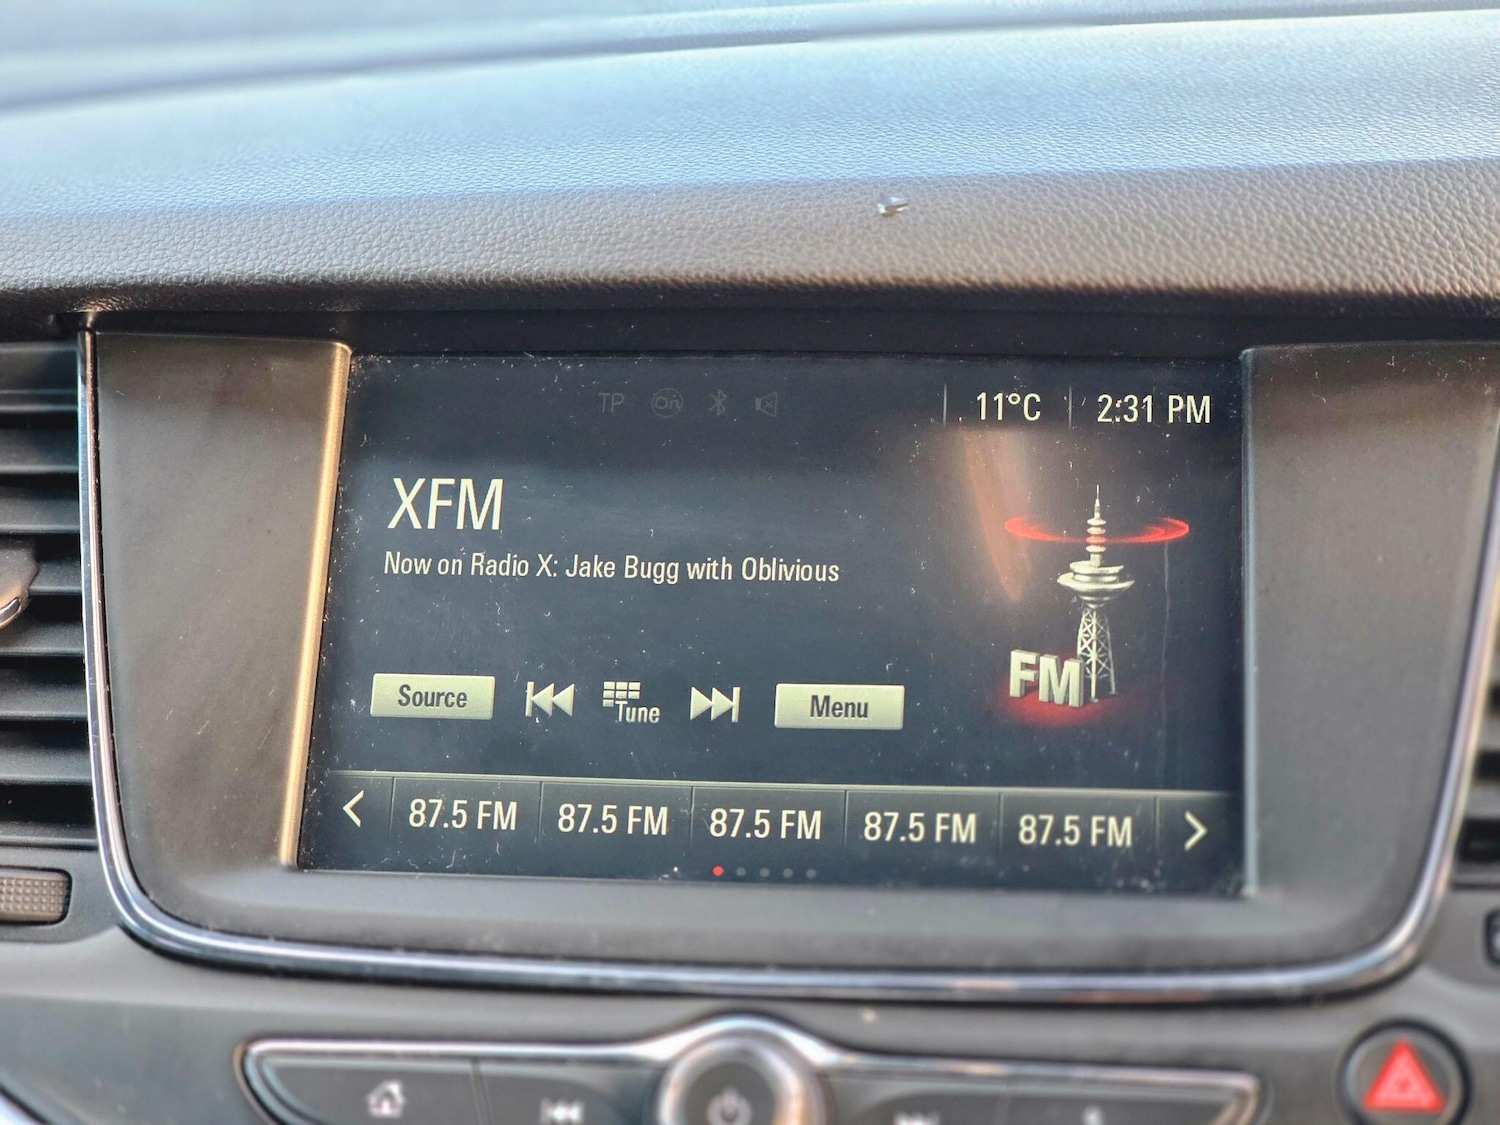 TP On
11°C 2:31 PM
XFM
Now on Radio X: Jake Bugg with Oblivious
FM
Source Tune Menu
87.5 FM 87.5 FM 87.5 FM 87.5 FM 87.5 FM